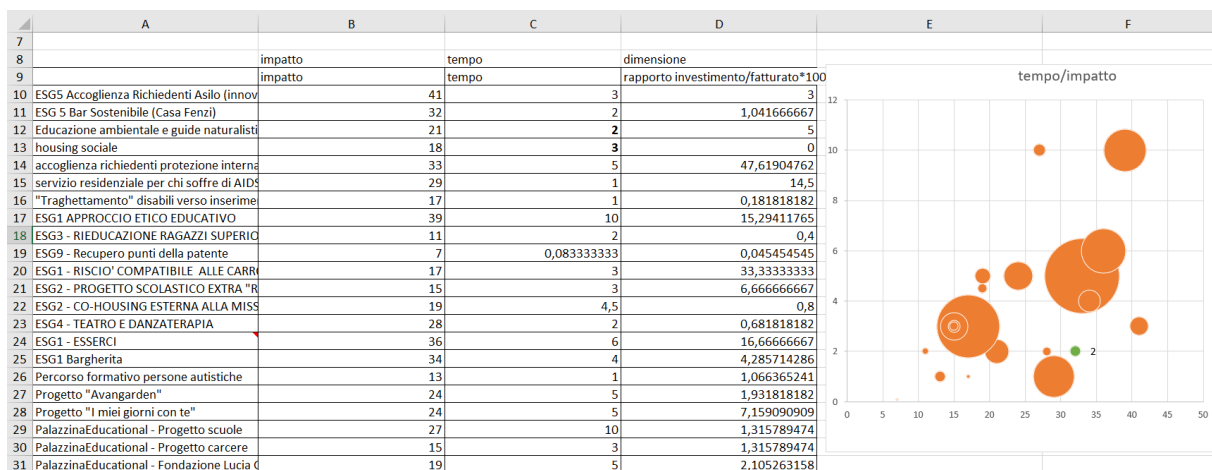 A B C D E F
7
8 impatto tempo dimensione
9 impatto tempo rapporto investimento/fatturato*100
10 ESG5 Accoglienza Richiedenti Asilo (innov 41 3 3
11 ESG 5 Bar Sostenibile (Casa Fenzi) 32 2 1,041666667
12 Educazione ambientale e guide naturalisti 21 2 5
13 housing sociale 18 3 0
14 accoglienza richiedenti protezione interna 33 5 47,61904762
15 servizio residenziale per chi soffre di AIDS 29 1 14,5
16 "Traghettamento" disabili verso inserime 17 1 0,181818182
17 ESG1 APPROCCIO ETICO EDUCATIVO 39 10 15,29411765
18 ESG3 - RIEDUCAZIONE RAGAZZI SUPERIO 11 2 0,4
19 ESG9 - Recupero punti della patente 7 0,083333333 0,045454545
20 ESG1 - RISCIO' COMPATIBILE ALLE CARR 17 3 33,33333333
21 ESG2 - PROGETTO SCOLASTICO EXTRA "R 15 3 6,666666667
22 ESG2 - CO-HOUSING ESTERNA ALLA MISS 19 4,5 0,8
23 ESG4 - TEATRO E DANZATERAPIA 28 2 0,681818182
24 ESG1 - ESSERCI 36 6 16,66666667
25 ESG1 Bargherita 34 4 4,285714286
26 Percorso formativo persone autistiche 13 1 1,066365241
27 Progetto "Avangarden" 24 5 1,931818182
28 Progetto "I miei giorni con te" 24 5 7,159090909
29 PalazzinaEducational - Progetto scuole 27 10 1,315789474
30 PalazzinaEducational - Progetto carcere 15 3 1,315789474
31 PalazzinaEducational - Fondazione Lucia 19 5 2,105263158
tempo/impatto
12
10
8
6
4
2
0
2
0 5 10 15 20 25 30 35 40 45 50